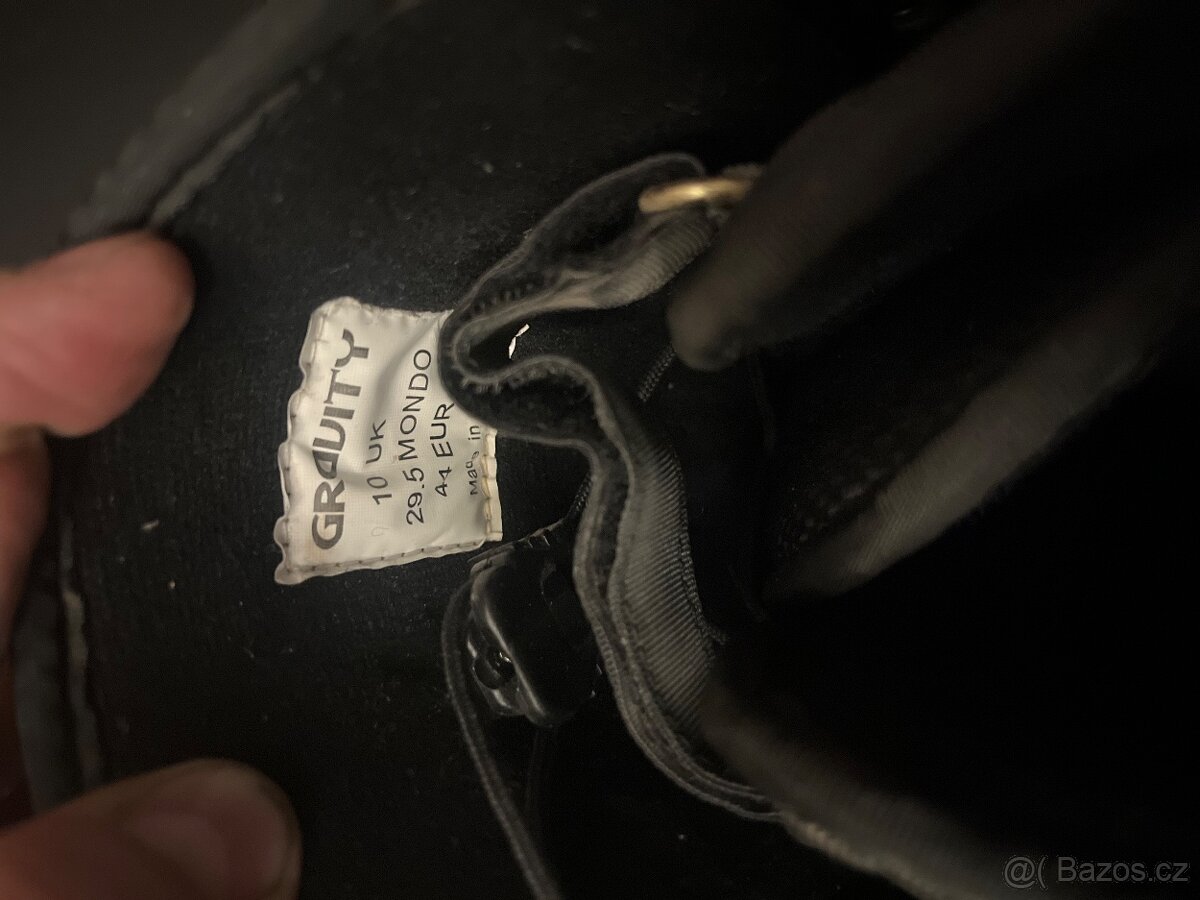 GRAVITY
10 UK
29.5 MONDO
44 EUR
Made in
@( Bazos.cz